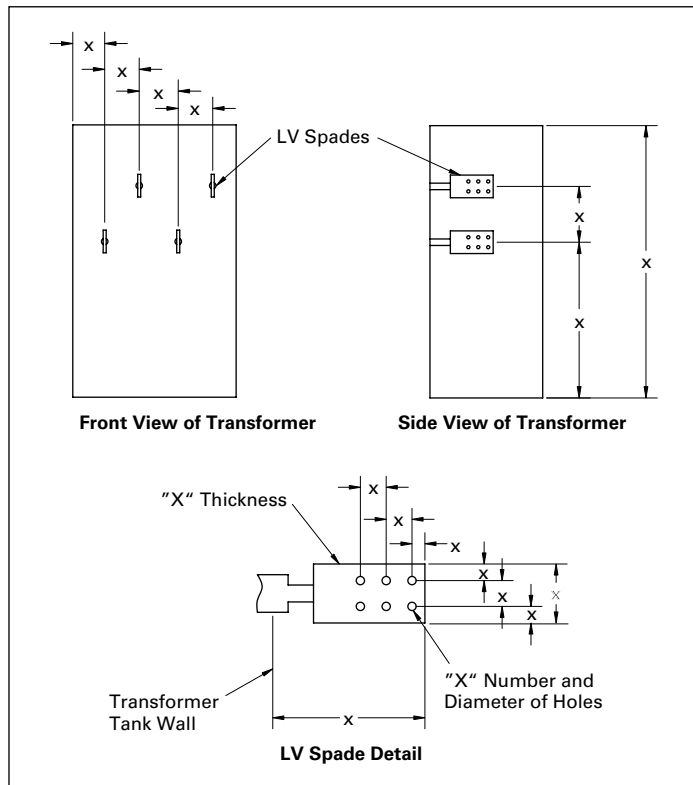 x
x
x
x
LV Spades
x
x
x
Front View of Transformer
Side View of Transformer
x
x
x
”X“ Thickness
x
x
x
x
”X“ Number and
Diameter of Holes
Transformer
Tank Wall
x
LV Spade Detail